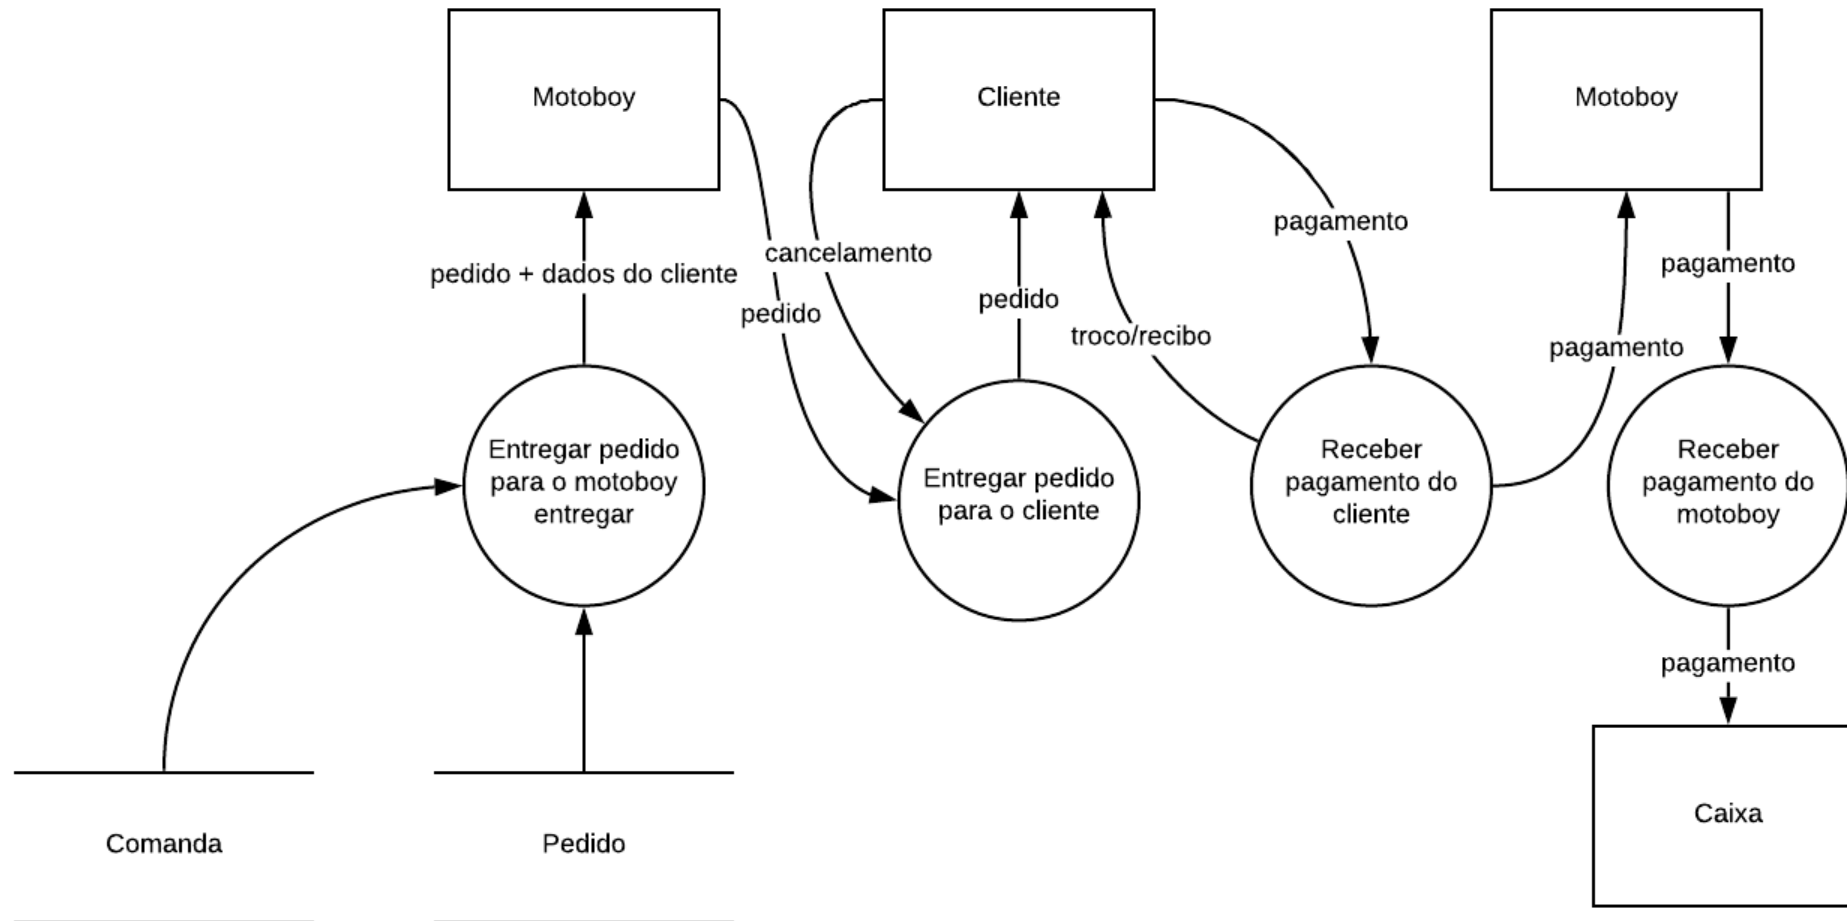 Motoboy
Cliente
Motoboy
pedido + dados do cliente
cancelamento
pedido
pedido
troco/recibo
pagamento
pagamento
pagamento
Entregar pedido
para o motoboy
entregar
Entregar pedido
para o cliente
Receber
pagamento do
cliente
Receber
pagamento do
motoboy
pagamento
Comanda
Pedido
Caixa